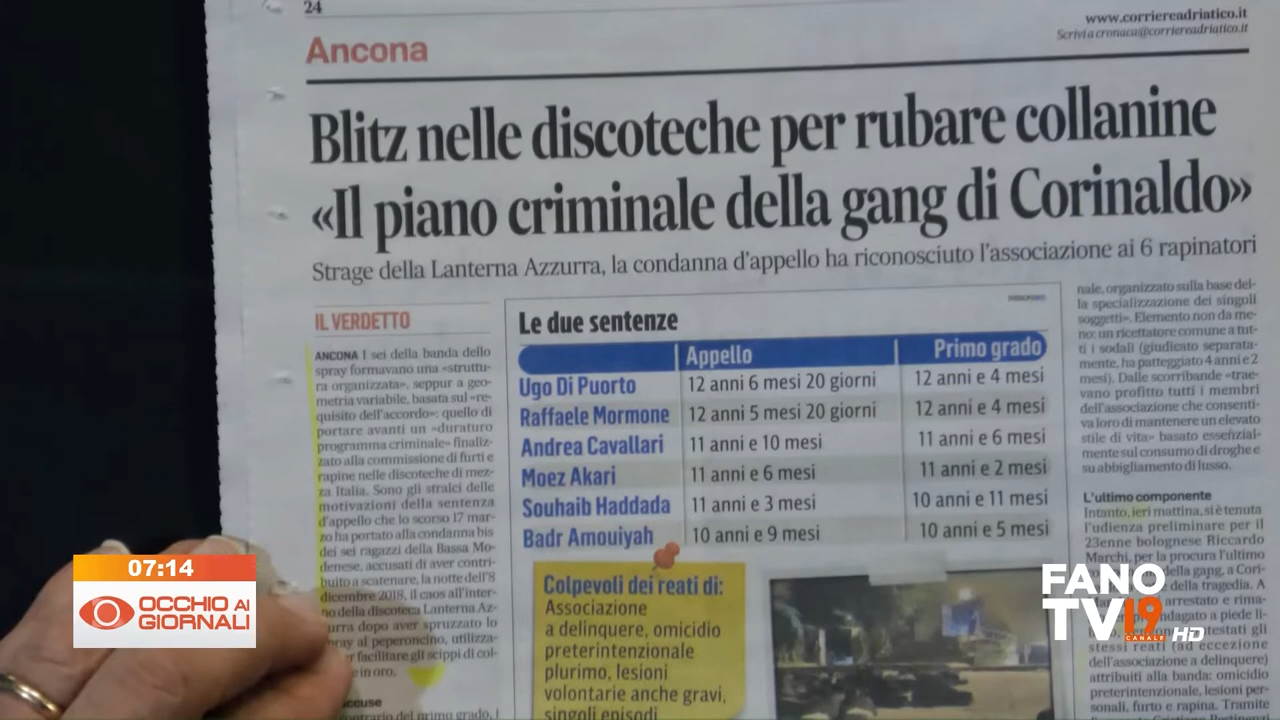 24
www.corriereadriatico.it
Scrivi a cronaca@corriereadriatico.it
Ancona
Blitz nelle discoteche per rubare collanine
«Il piano criminale della gang di Corinaldo»
Strage della Lanterna Azzurra, la condanna d'appello ha riconosciuto l'associazione ai 6 rapinatori
IL VERDETTO
ANCONA I sei della banda dello
spray formavano una «struttu-
ra organizzata», seppur a geo-
metria variabile, basata sul «re-
quisito dell'accordo»: quello di
portare avanti un «duraturo
programma criminale» finaliz-
zato alla commissione di furti e
rapine nelle discoteche di mez-
za Italia. Sono gli stralci delle
motivazioni della sentenza
d'appello che lo scorso 17 mar-
zo ha portato alla condanna bis
dei sei ragazzi della Bassa Mo-
denese, accusati di aver contri-
buito a scatenare, la notte dell'8
dicembre 2018, il caos all'inter-
no della discoteca Lanterna Az-
urra dopo aver spruzzato lo
ray al peperoncino, utilizza-
r facilitare gli scippi di col-
e in oro.
ccuse
contrario del primo grado, i
Le due sentenze
Appello Primo grado
Ugo Di Puorto 12 anni 6 mesi 20 giorni 12 anni e 4 mesi
Raffaele Mormone 12 anni 5 mesi 20 giorni 12 anni e 4 mesi
Andrea Cavallari 11 anni e 10 mesi 11 anni e 6 mesi
Moez Akari 11 anni e 6 mesi 11 anni e 2 mesi
Souhaib Haddada 11 anni e 3 mesi 10 anni e 11 mesi
Badr Amouiyah 10 anni e 9 mesi 10 anni e 5 mesi
Colpevoli dei reati di:
Associazione
a delinquere, omicidio
preterintenzionale
plurimo, lesioni
volontarie anche gravi,
singoli episodi
nale, organizzato sulla base del-
la specializzazione dei singoli
soggetti». Elemento non da me-
no: un ricettatore comune a tut-
ti i sodali (giudicato separata-
mente, ha patteggiato 4 anni e 2
mesi). Dalle scorribande «trae-
vano profitto tutti i membri
dell'associazione che consenti-
va loro di mantenere un elevato
stile di vita» basato essenzial-
mente sul consumo di droghe e
su abbigliamento di lusso.
L'ultimo componente
Intanto, ieri mattina, si è tenuta
l'udienza preliminare per il
23enne bolognese Riccardo
Marchi, per la procura l'ultimo
della gang, a Cori-
della tragedia. A
arrestato e rima-
ndagato a piede li-
testati gli
stessi reati (ad eccezione
dell'associazione a delinquere)
attribuiti alla banda: omicidio
preterintenzionale, lesioni per-
sonali, furto e rapina. Tramite
07:14
OCCHIO AI
GIORNALI
FANO
TV19
CANALE
HD